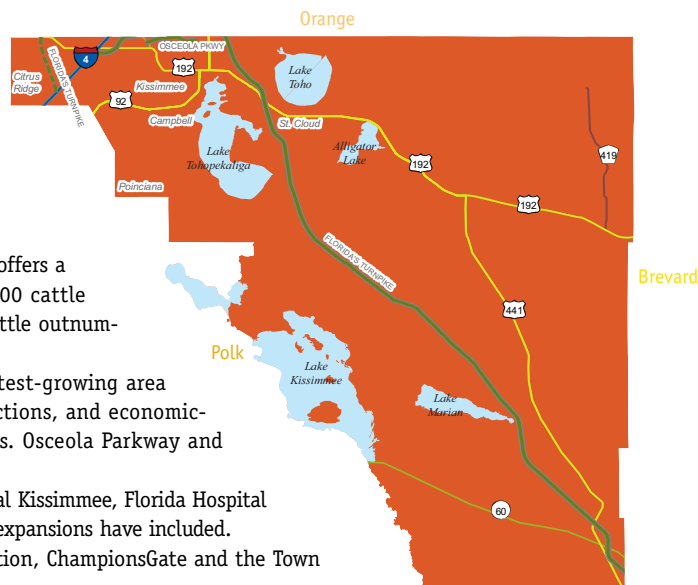 Orange
OSCEOLA PKWY
4
192
Citrus
Ridge
FLORIDA'S TURNPIKE
Kissimmee
92
Lake
Toho
Campbell
St. Cloud
Lake
Tohopekaliga
Alligator
Lake
192
419
Poinciana
192
FLORIDA'S TURNPIKE
Brevard
441
Polk
Lake
Kissimmee
Lake
Marian
60
offers a
00 cattle
ttle outnum-
test-growing area
ctions, and economic-
s. Osceola Parkway and
al Kissimmee, Florida Hospital
expansions have included.
tion, ChampionsGate and the Town